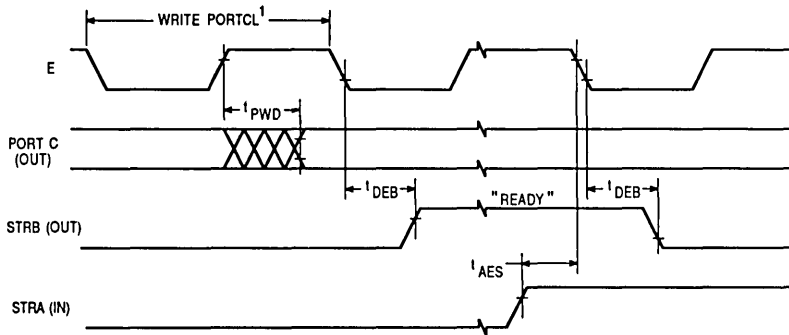 WRITE PORTCL1
E
tPWD
PORT C
(OUT)
tDEB
"READY"
tDEB
STRB (OUT)
tAES
STRA (IN)